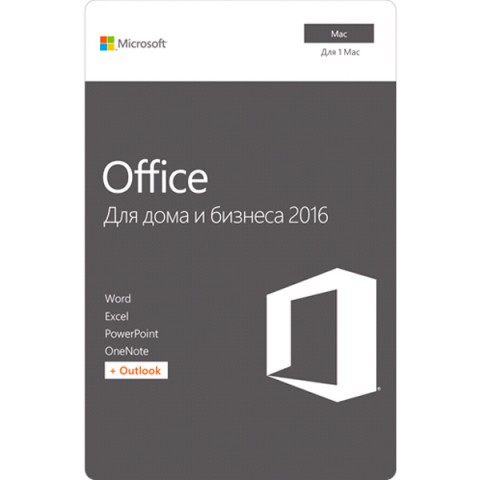 Microsoft
Mac
Для 1 Mac
Office
Для дома и бизнеса 2016
Word
Excel
PowerPoint
OneNote
+ Outlook